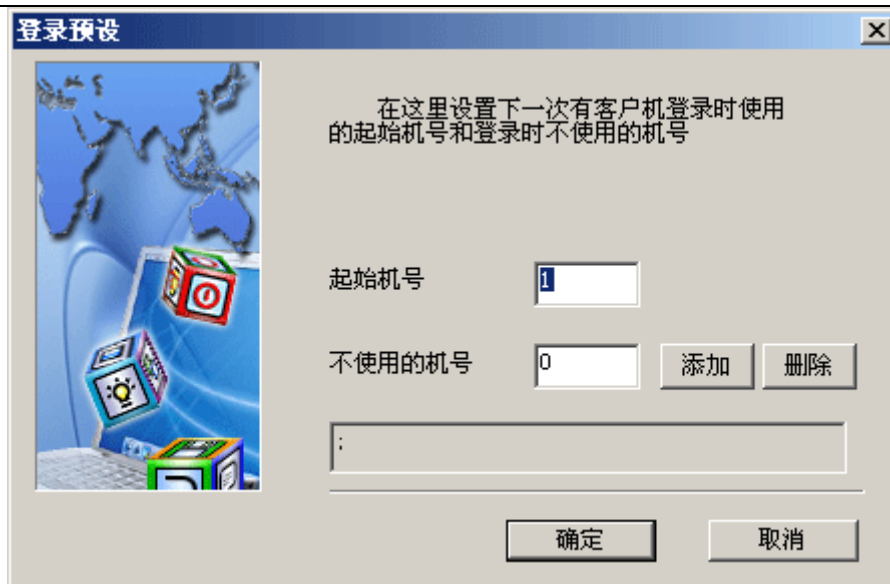 登录预设
在这里设置下一次有客户机登录时使用
的起始机号和登录时不使用的机号
起始机号 1
不使用的机号 0 添加 删除
;
确定 取消